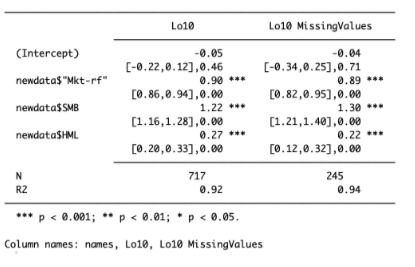 Lo10 Lo10 MissingValues
(Intercept) -0.05 -0.04
[-0.22,0.12],0.46 [-0.34,0.25],0.71
newdata$"Mkt-rf" 0.90 *** 0.89 ***
[0.86,0.94],0.00 [0.82,0.95],0.00
newdata$SMB 1.22 *** 1.30 ***
[1.16,1.28],0.00 [1.21,1.40],0.00
newdata$HML 0.27 *** 0.22 ***
[0.20,0.33],0.00 [0.12,0.32],0.00
N 717 245
R2 0.92 0.94
*** p < 0.001; ** p < 0.01; * p < 0.05.
Column names: names, Lo10, Lo10 MissingValues